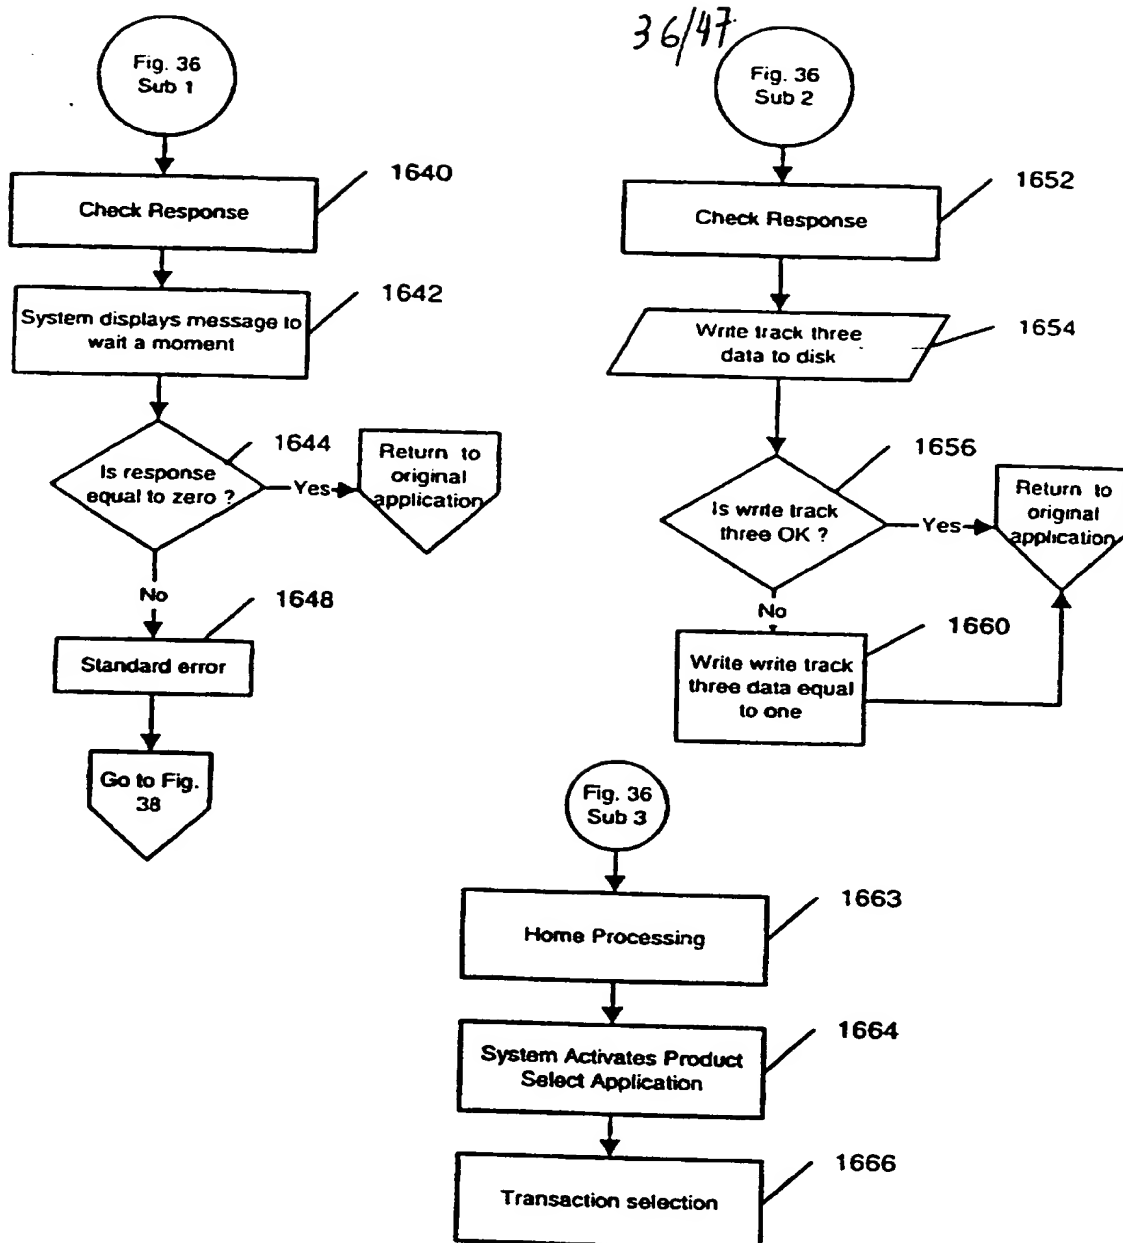 36/47
Fig. 36
Sub 1
1640
Check Response
1642
System displays message to
wait a moment
1644
Is response
equal to zero ?
Yes
Return to
original
application
No
1648
Standard error
Go to Fig.
38
Fig. 36
Sub 2
1652
Check Response
1654
Write track three
data to disk
1656
Is write track
three OK ?
Yes
Return to
original
application
No
1660
Write write track
three data equal
to one
Fig. 36
Sub 3
1663
Home Processing
1664
System Activates Product
Select Application
1666
Transaction selection